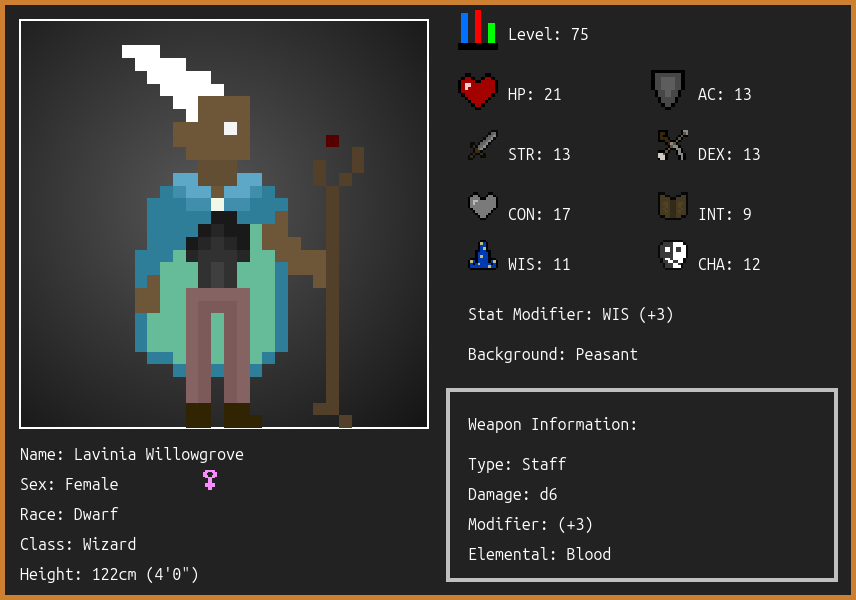 Level: 75
HP: 21
AC: 13
STR: 13
DEX: 13
CON: 17
INT: 9
WIS: 11
CHA: 12
Stat Modifier: WIS (+3)
Background: Peasant
Weapon Information:
Type: Staff
Damage: d6
Modifier: (+3)
Elemental: Blood
Name: Lavinia Willowgrove
Sex: Female
Race: Dwarf
Class: Wizard
Height: 122cm (4'0")